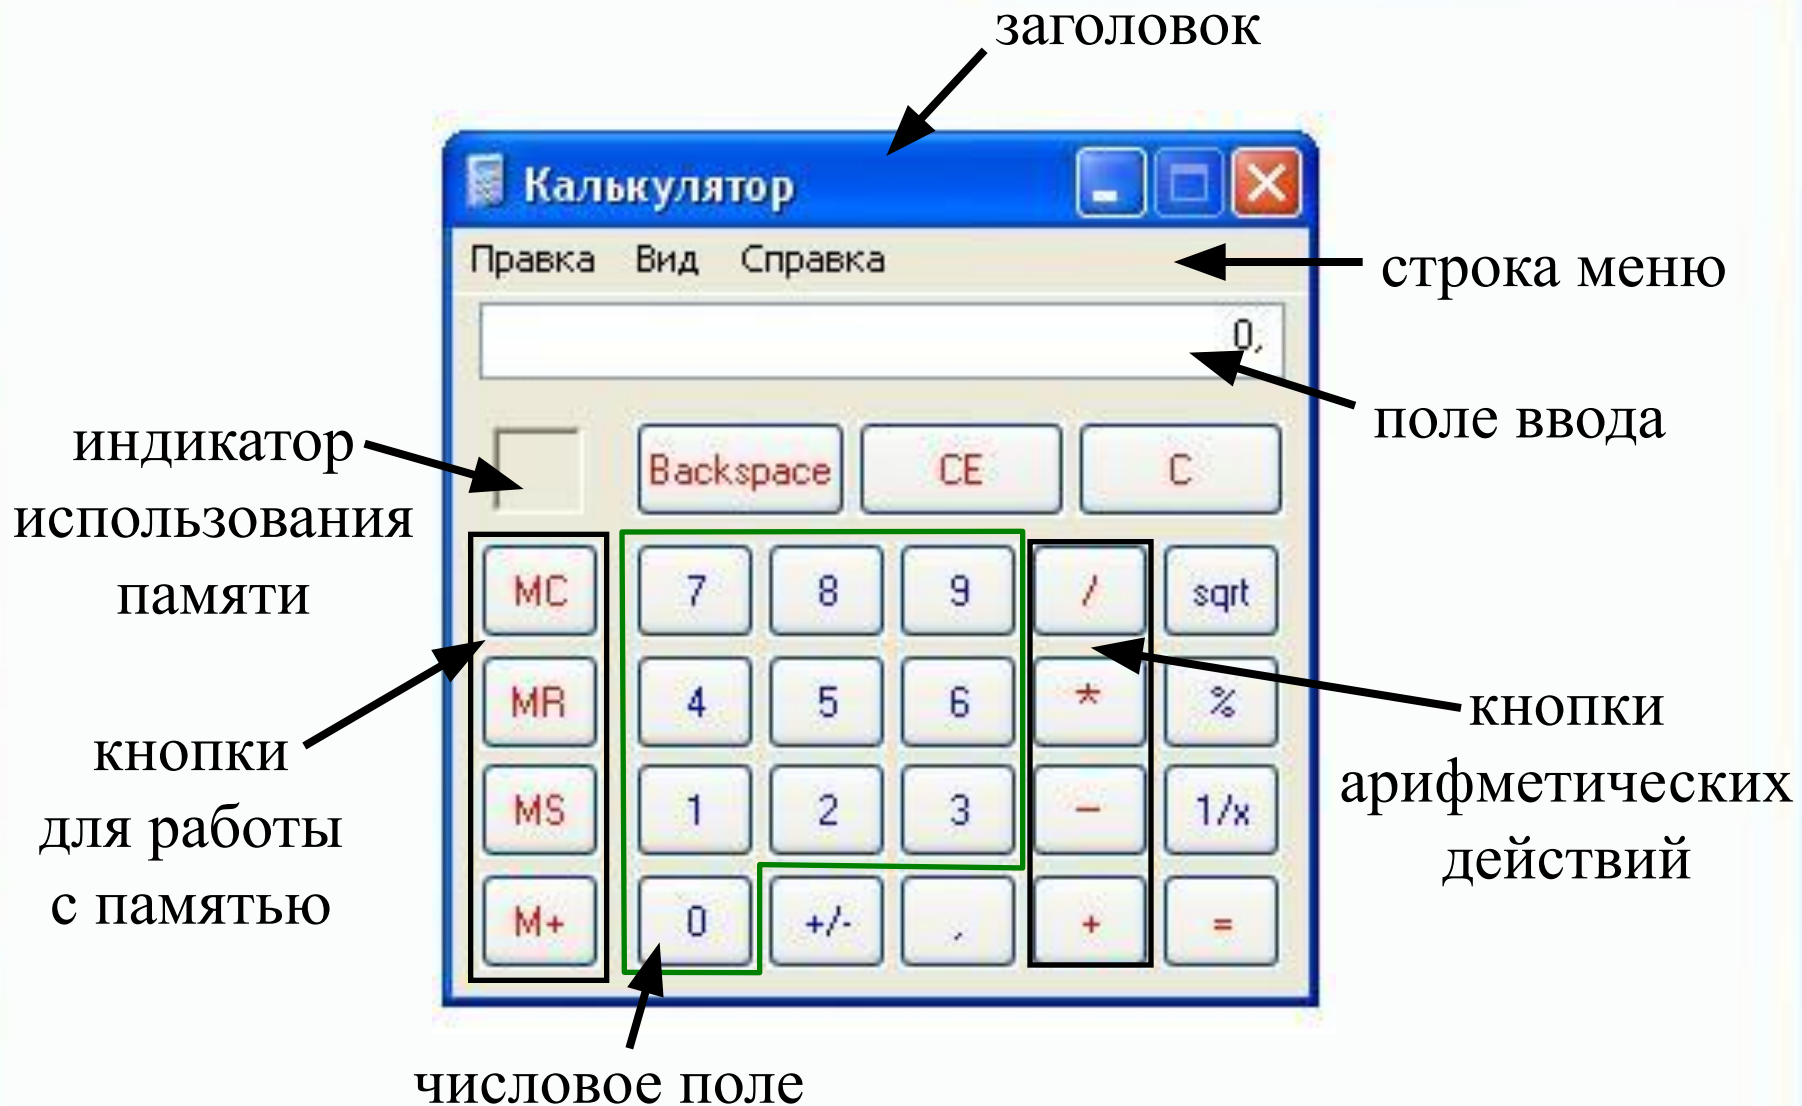 заголовок
Калькулятор
Правка Вид Справка
строка меню
0,
поле ввода
индикатор
использования
памяти
Backspace CE C
MC 7 8 9 / sqrt
MR 4 5 6 * %
MS 1 2 3 - 1/x
M+ 0 +/- , + =
кнопки
для работы
с памятью
кнопки
арифметических
действий
числовое поле